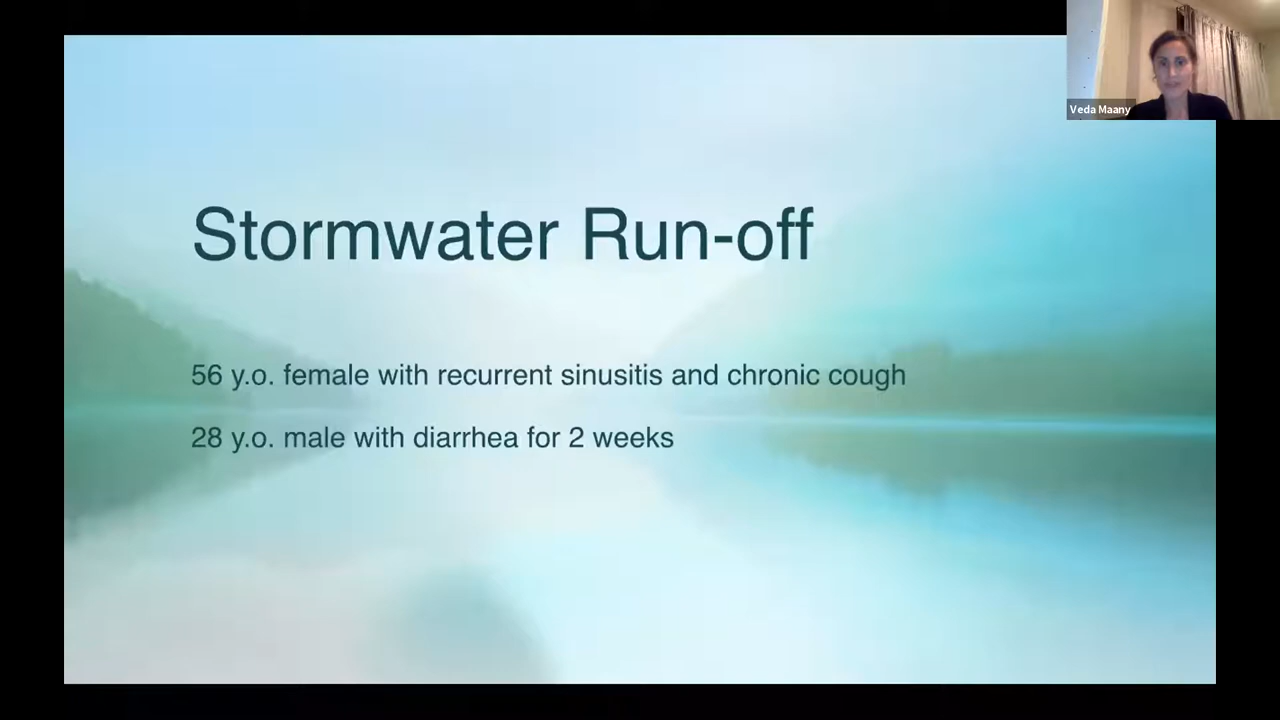 Veda Maany
Stormwater Run-off
56 y.o. female with recurrent sinusitis and chronic cough
28 y.o. male with diarrhea for 2 weeks